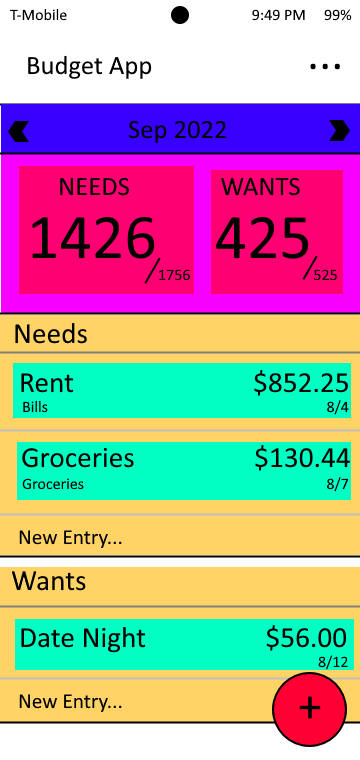 T-Mobile 9:49 PM 99%
Budget App ...
Sep 2022
NEEDS WANTS
1426/1756 425/525
Needs
Rent $852.25
Bills 8/4
Groceries $130.44
Groceries 8/7
New Entry...
Wants
Date Night $56.00
8/12
New Entry...
+